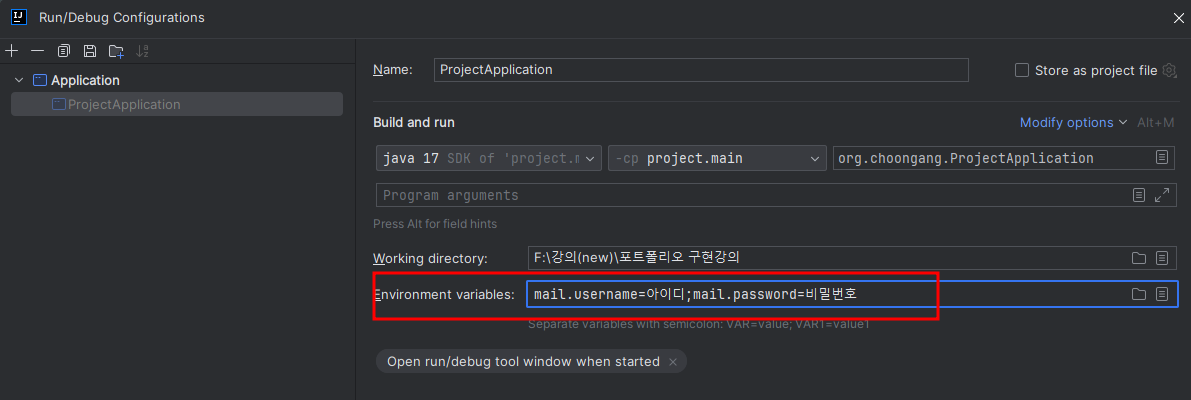 Run/Debug Configurations
Application
ProjectApplication
Name: ProjectApplication
Store as project file
Build and run
Modify options Alt+M
java 17 SDK of 'project.m
-cp project.main
org.choongang.ProjectApplication
Program arguments
Press Alt for field hints
Working directory: F:\강의(new)\포트폴리오 구현강의
Environment variables: mail.username=아이디;mail.password=비밀번호
Separate variables with semicolon: VAR=value; VAR1=value1
Open run/debug tool window when started